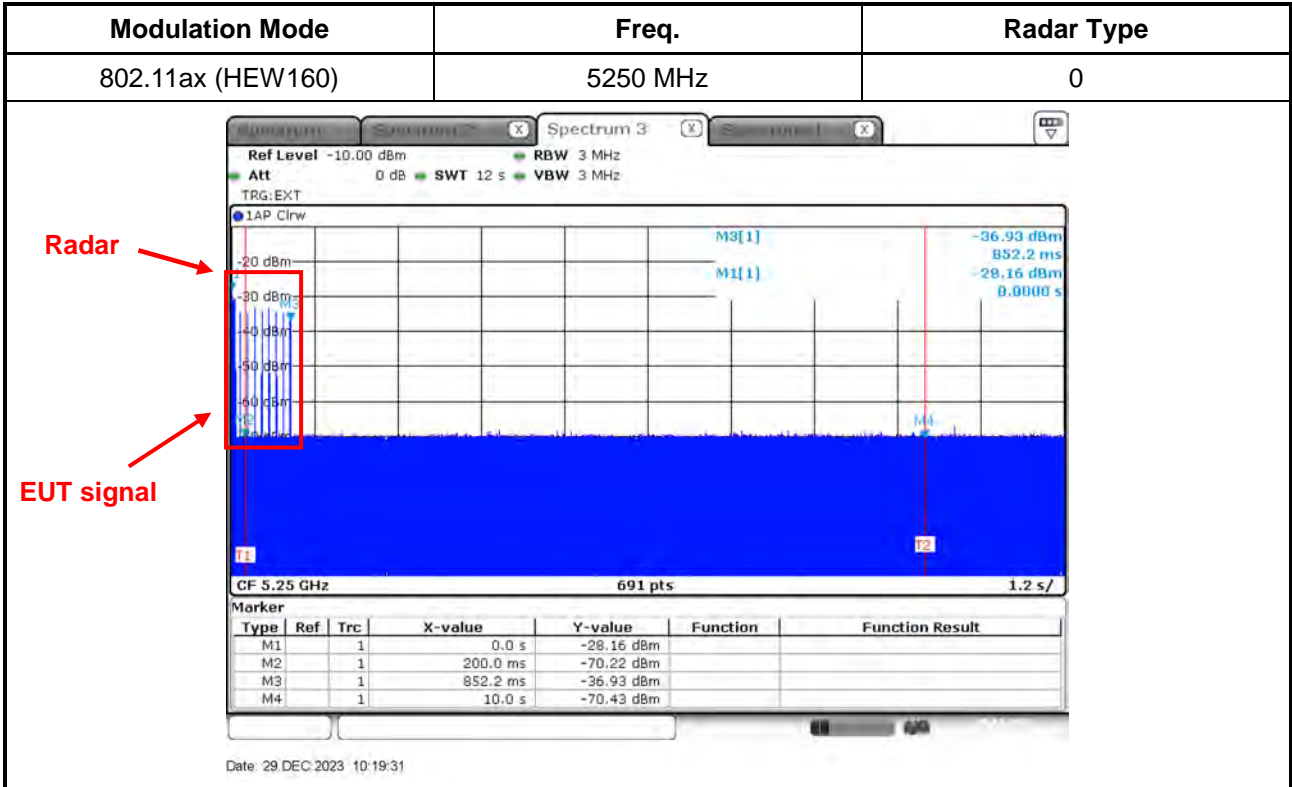 Modulation Mode Freq. Radar Type
802.11ax (HEW160) 5250 MHz 0
Spectrum 3
Ref Level -10.00 dBm RBW 3 MHz
Att 0 dB SWT 12 s VBW 3 MHz
TRG:EXT
1AP Clrw
M3[1] -36.93 dBm
852.2 ms
M1[1] -28.16 dBm
0.0000 s
Radar
-20 dBm
-30 dBm
M3
-40 dBm
-50 dBm
-60 dBm
M4
EUT signal
T1
T2
CF 5.25 GHz 691 pts 1.2 s/
Marker
Type Ref Trc X-value Y-value Function Function Result
M1 1 0.0 s -28.16 dBm
M2 1 200.0 ms -70.22 dBm
M3 1 852.2 ms -36.93 dBm
M4 1 10.0 s -70.43 dBm
Date: 29.DEC.2023 10:19:31